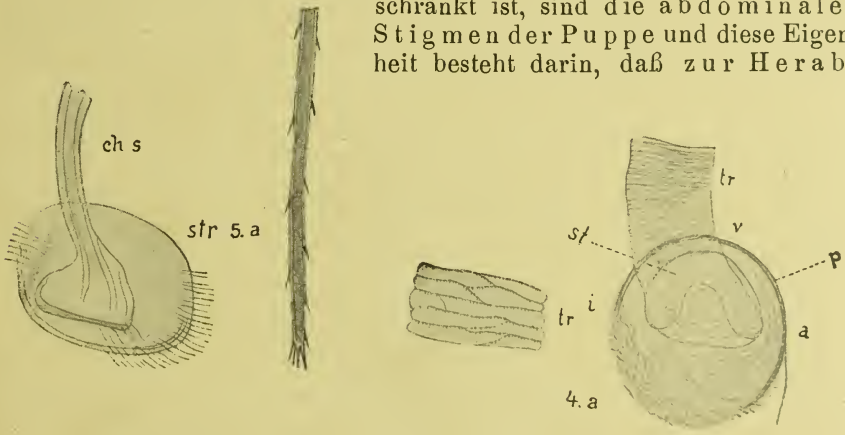 schränkt ist, sind die abdominale
Stigmen der Puppe und diese Eigen
heit besteht darin, daß zur Herab
ch s
str 5. a
tr
st
v
p
tr
i
a
4. a